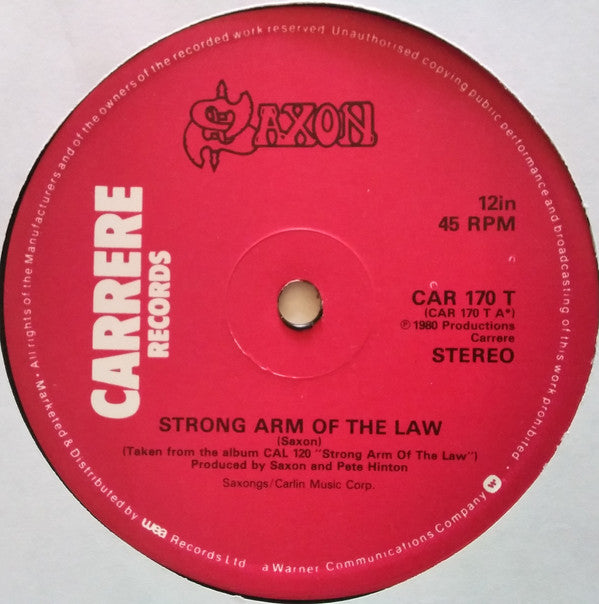 • All rights of the Manufacturers and of the owners of the recorded work reserved. Unauthorised copying public performance and broadcasting of this work prohibited. •
SAXON
12in
45 RPM
CARRERE
RECORDS
CAR 170 T
(CAR 170 T A*)
℗ 1980 Productions
Carrere
STEREO
STRONG ARM OF THE LAW
(Saxon)
(Taken from the album CAL 120 "Strong Arm Of The Law")
Produced by Saxon and Pete Hinton
Saxongs/Carlin Music Corp.
Marketed & Distributed by wea Records Ltd. a Warner Communications Company W